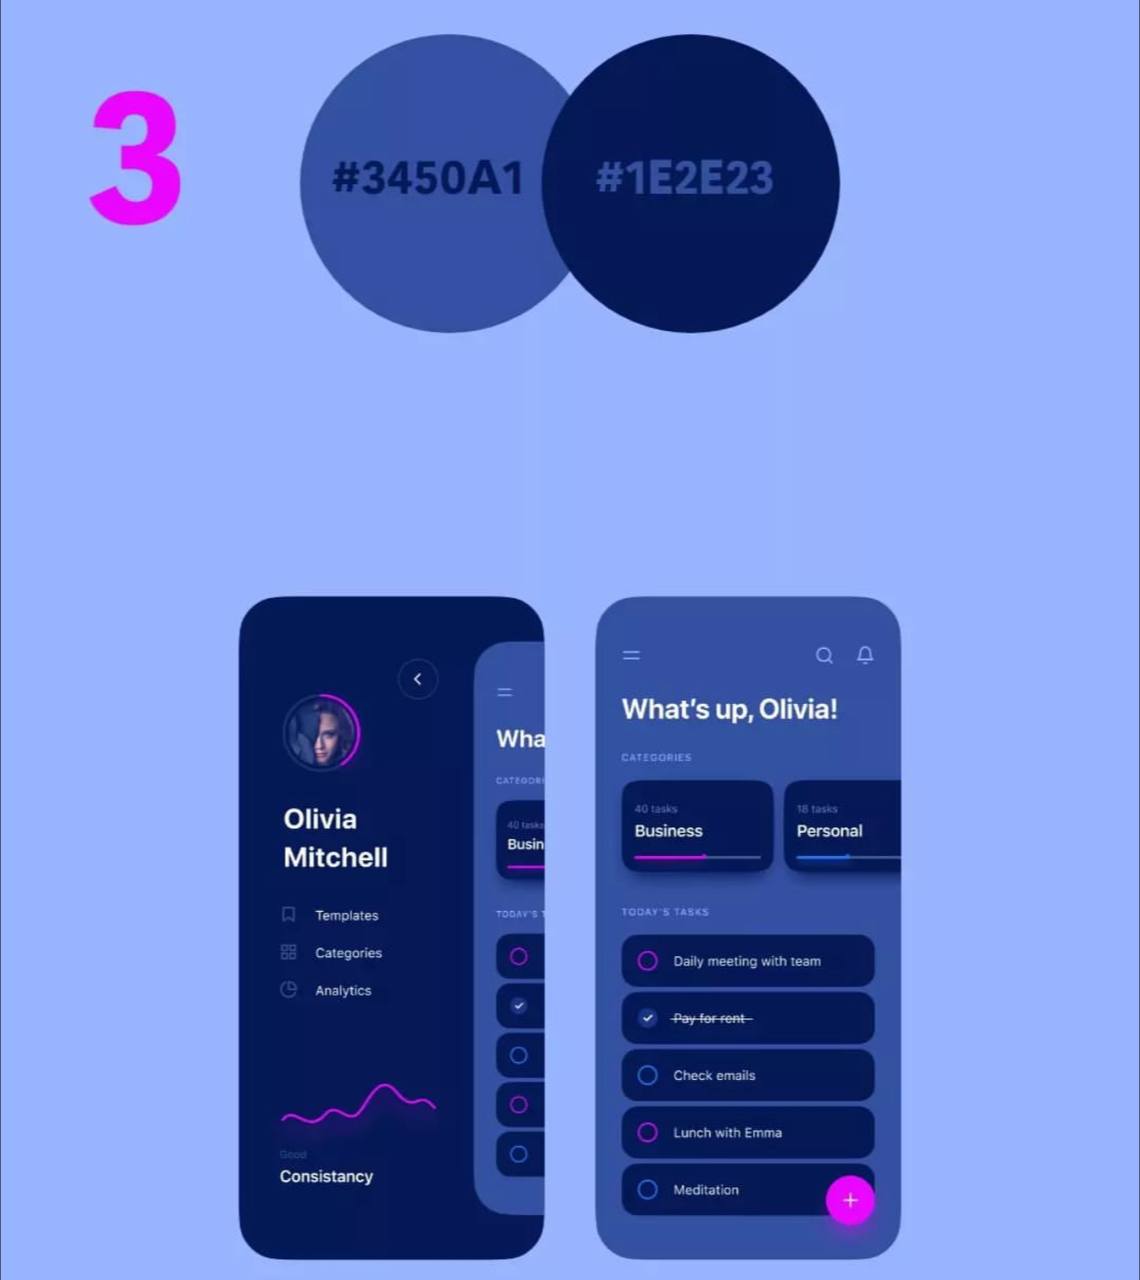 3
#3450A1
#1E2E23
Olivia
Mitchell
Templates
Categories
Analytics
Good
Consistancy
Wha
CATEGORI
40 tasks
Busin
TODAY'S T
What's up, Olivia!
CATEGORIES
40 tasks
Business
18 tasks
Personal
TODAY'S TASKS
Daily meeting with team
Pay for rent
Check emails
Lunch with Emma
Meditation
+